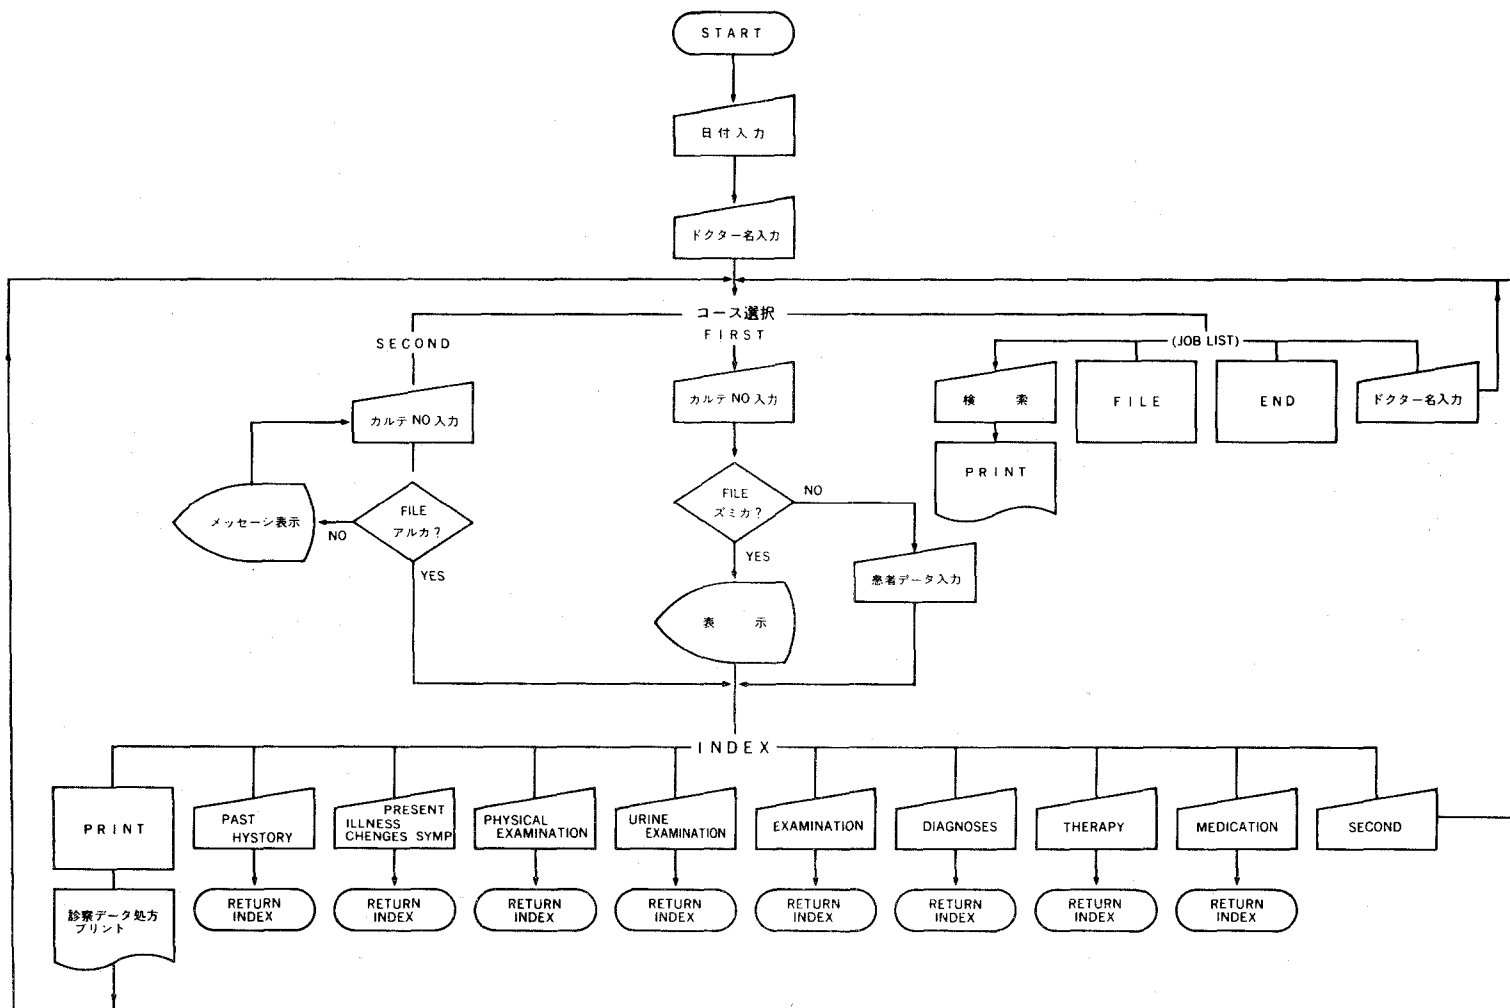 START
日付入力
ドクター名入力
コース選択
FIRST
SECOND
(JOB LIST)
カルテNO入力
カルテNO入力
検 索
FILE
END
ドクター名入力
PRINT
FILE
ズミカ?
NO
YES
メッセージ表示
FILE
アルカ?
NO
YES
患者データ入力
表 示
INDEX
PRINT
PAST
HYSTORY
PRESENT
ILLNESS
CHENGES SYMP
PHYSICAL
EXAMINATION
URINE
EXAMINATION
EXAMINATION
DIAGNOSES
THERAPY
MEDICATION
SECOND
診察データ処方
プリント
RETURN
INDEX
RETURN
INDEX
RETURN
INDEX
RETURN
INDEX
RETURN
INDEX
RETURN
INDEX
RETURN
INDEX
RETURN
INDEX